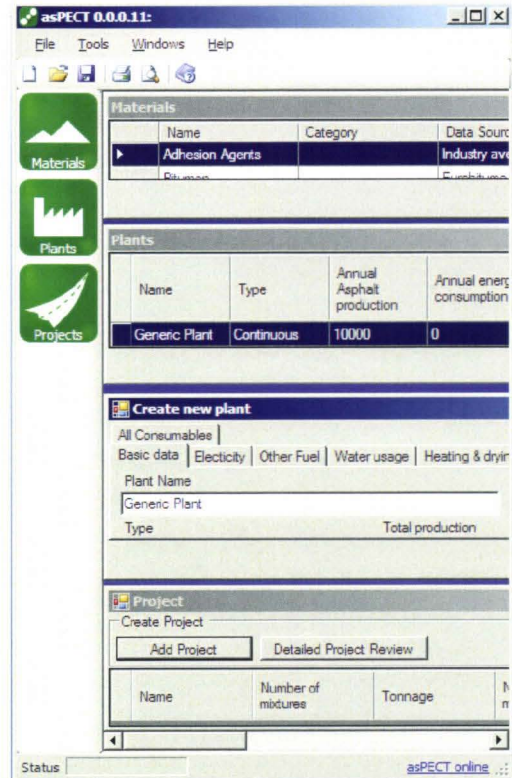 asPECT 0.0.0.11:
File Tools Windows Help
Materials
Plants
Projects
Materials
Name Category Data Sourc
Adhesion Agents Industry ave
Bitumen Eurobitume
Plants
Name Type Annual Asphalt production Annual energ consumption
Generic Plant Continuous 10000 0
Create new plant
All Consumables
Basic data Electicity Other Fuel Water usage Heating & dryin
Plant Name
Generic Plant
Type Total production
Project
Create Project
Add Project Detailed Project Review
Name Number of mixtures Tonnage
Status asPECT online